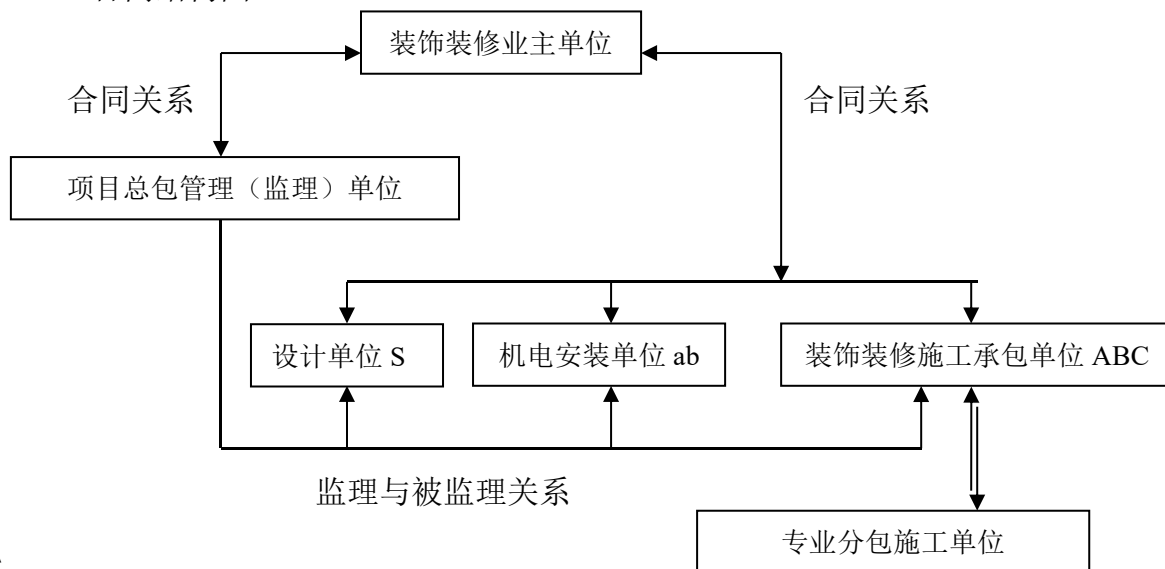 装饰装修业主单位
合同关系
合同关系
项目总包管理（监理）单位
设计单位 S
机电安装单位 ab
装饰装修施工承包单位 ABC
监理与被监理关系
专业分包施工单位